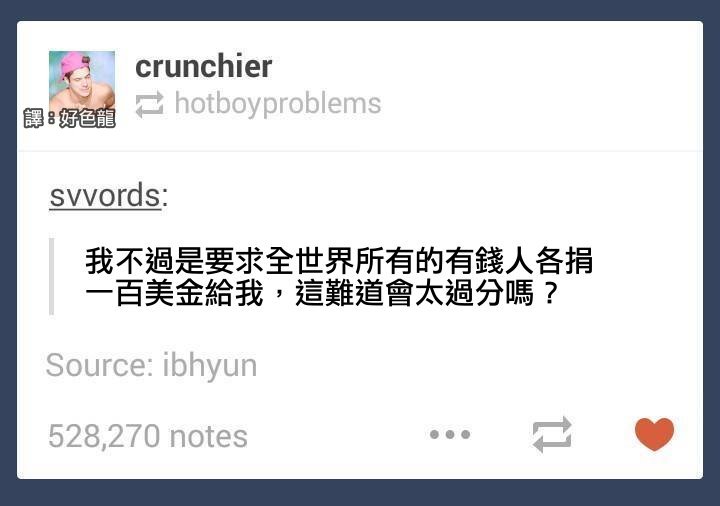 crunchier
hotboyproblems
譯：好色龍
svvords:
我不過是要求全世界所有的有錢人各捐
一百美金給我，這難道會太過分嗎？
Source: ibhyun
528,270 notes